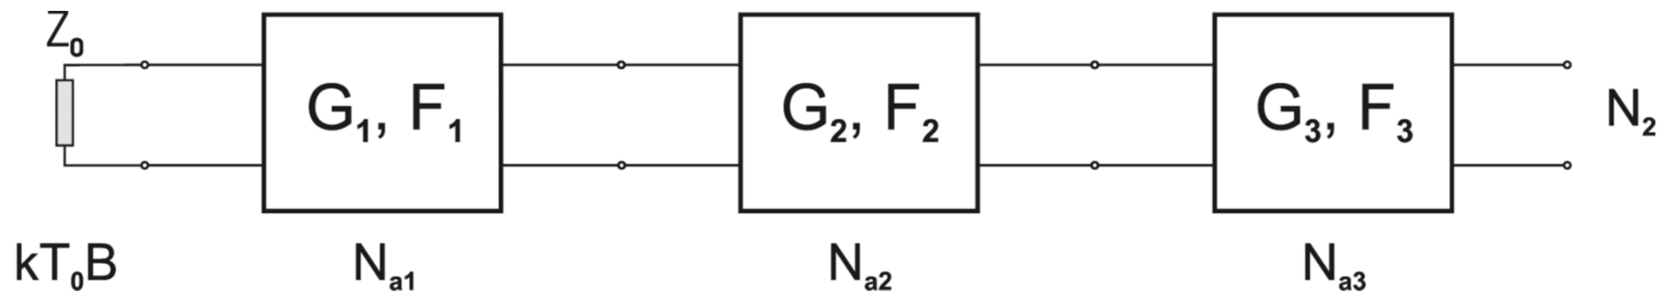 Z₀
G₁, F₁
G₂, F₂
G₃, F₃
N₂
kT₀B
Nₐ₁
Nₐ₂
Nₐ₃